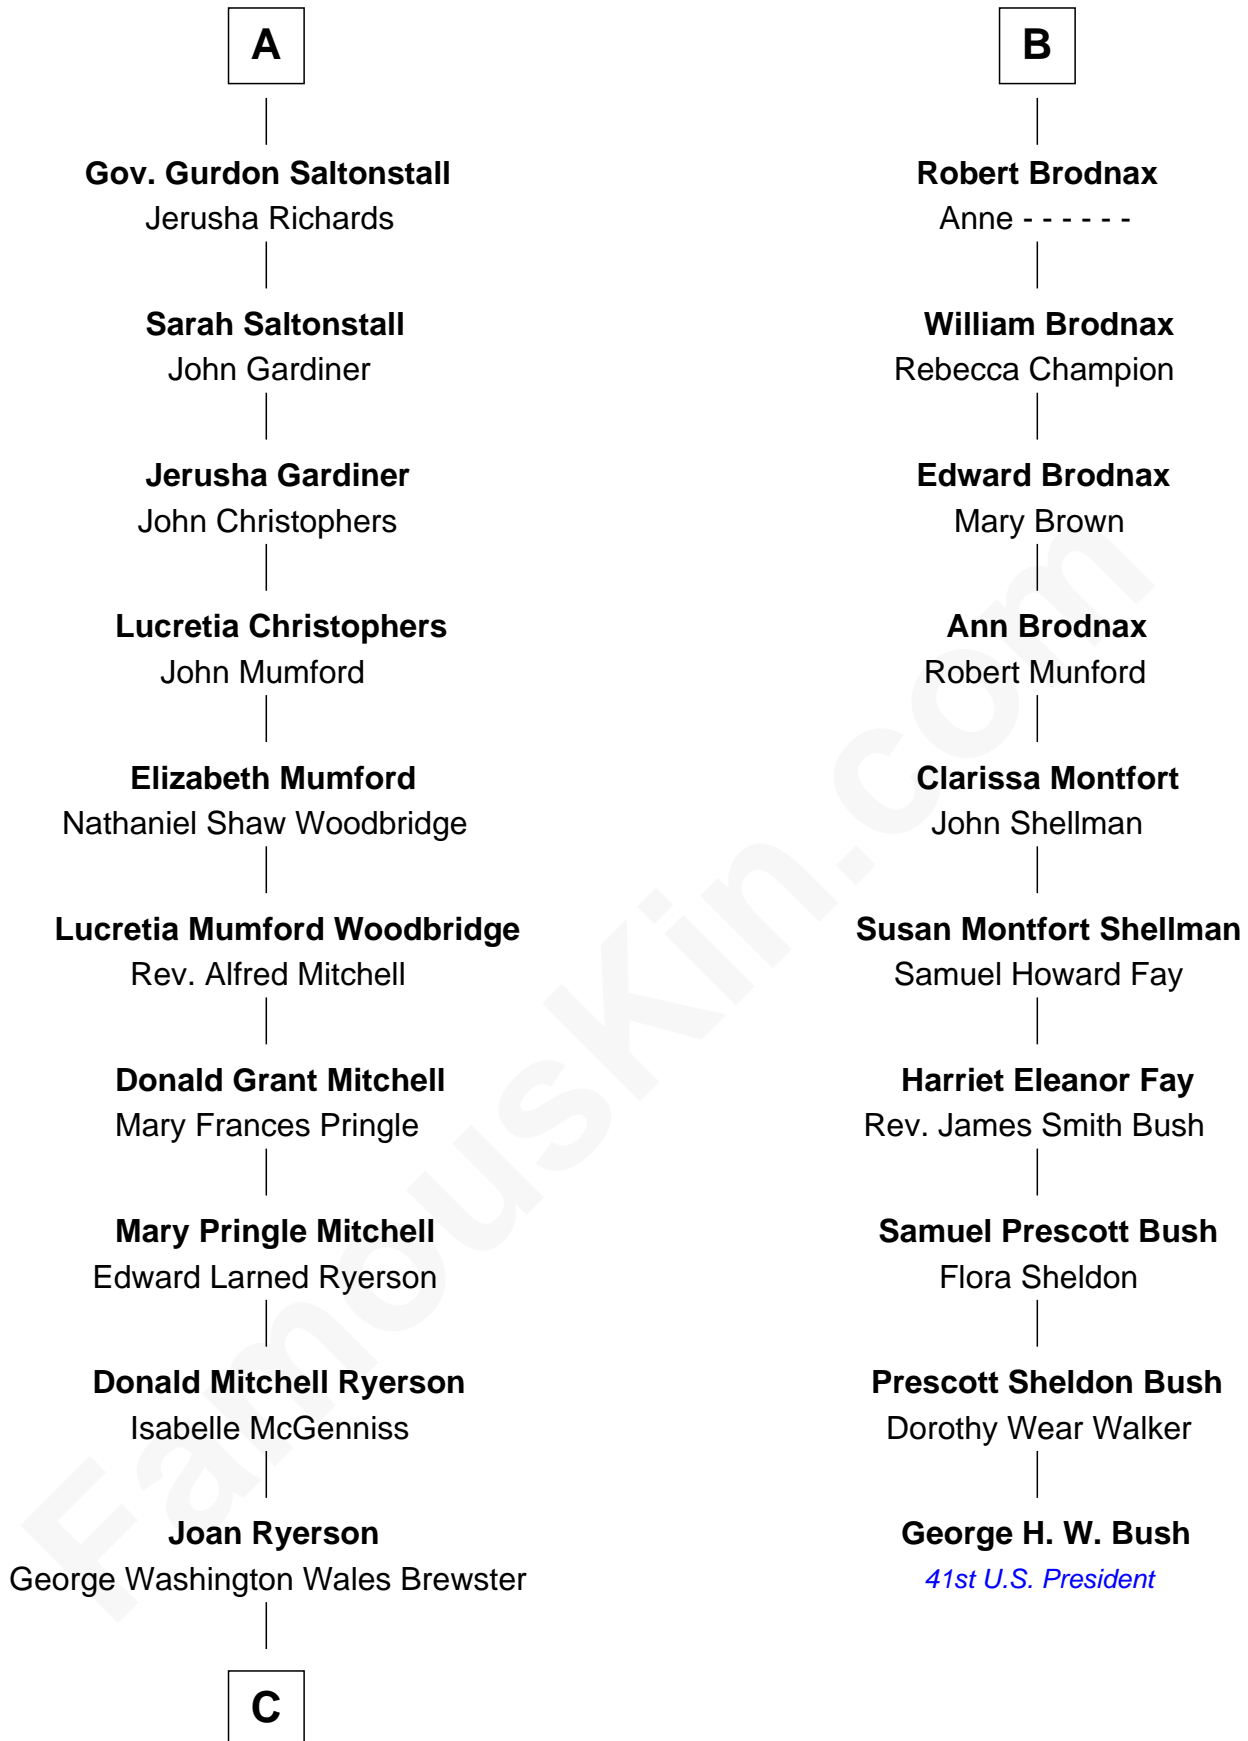 A
Gov. Gurdon Saltonstall
Jerusha Richards
Sarah Saltonstall
John Gardiner
Jerusha Gardiner
John Christophers
Lucretia Christophers
John Mumford
Elizabeth Mumford
Nathaniel Shaw Woodbridge
Lucretia Mumford Woodbridge
Rev. Alfred Mitchell
Donald Grant Mitchell
Mary Frances Pringle
Mary Pringle Mitchell
Edward Larned Ryerson
Donald Mitchell Ryerson
Isabelle McGenniss
Joan Ryerson
George Washington Wales Brewster
C
B
Robert Brodnax
Anne - - - - - -
William Brodnax
Rebecca Champion
Edward Brodnax
Mary Brown
Ann Brodnax
Robert Munford
Clarissa Montfort
John Shellman
Susan Montfort Shellman
Samuel Howard Fay
Harriet Eleanor Fay
Rev. James Smith Bush
Samuel Prescott Bush
Flora Sheldon
Prescott Sheldon Bush
Dorothy Wear Walker
George H. W. Bush
41st U.S. President
FamousKin.com